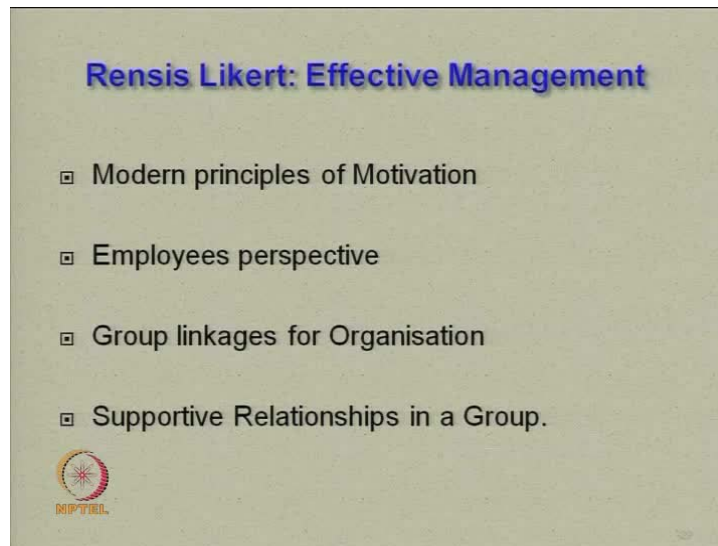 Rensis Likert: Effective Management
Modern principles of Motivation
Employees perspective
Group linkages for Organisation
Supportive Relationships in a Group.
NPTEL